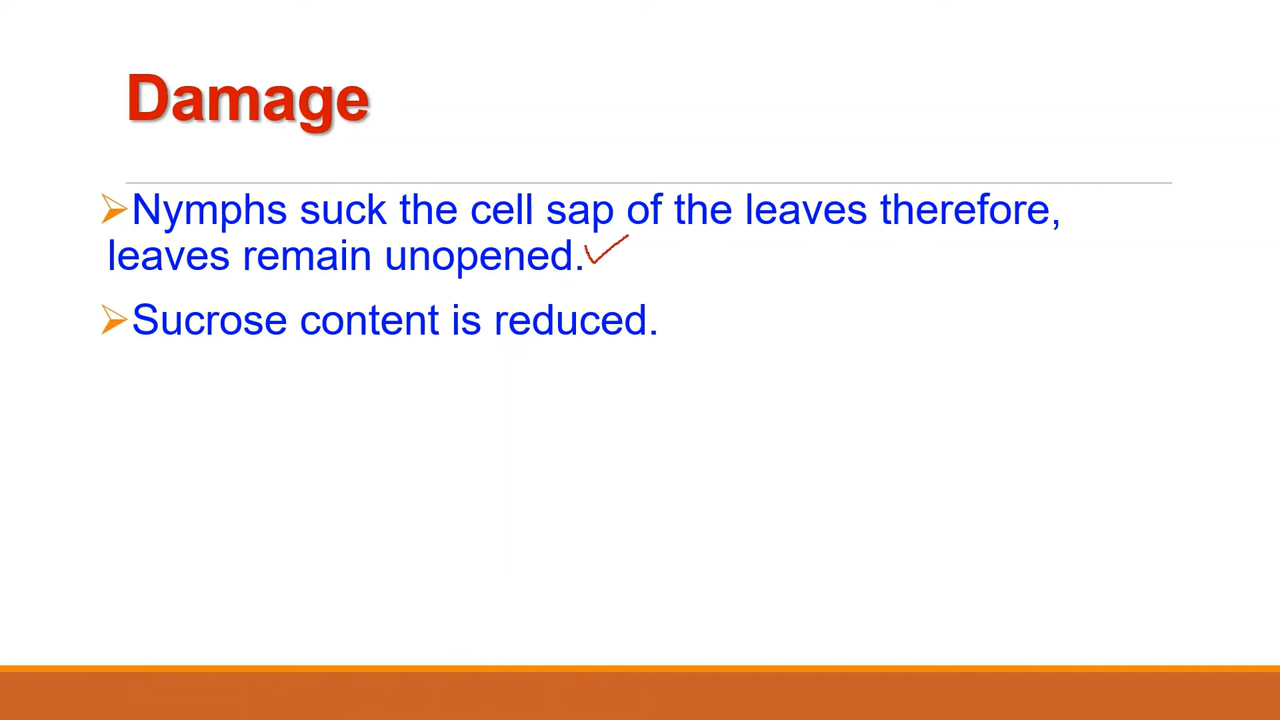 Damage
Nymphs suck the cell sap of the leaves therefore,
leaves remain unopened.
Sucrose content is reduced.